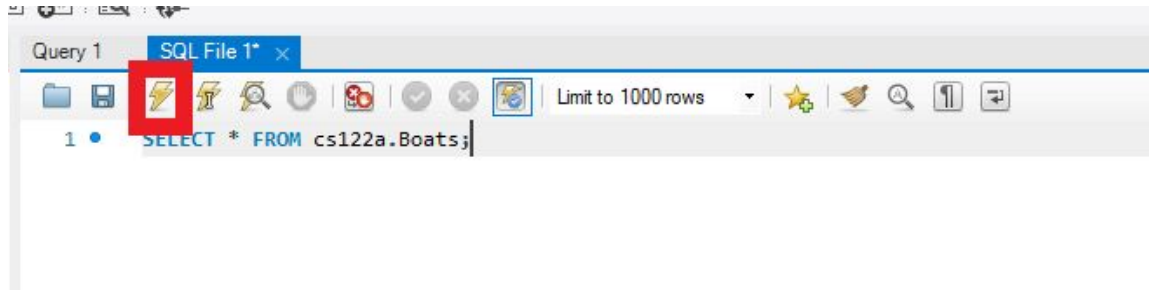 Query 1 SQL File 1* ×
Limit to 1000 rows
1 SELECT * FROM cs122a.Boats;